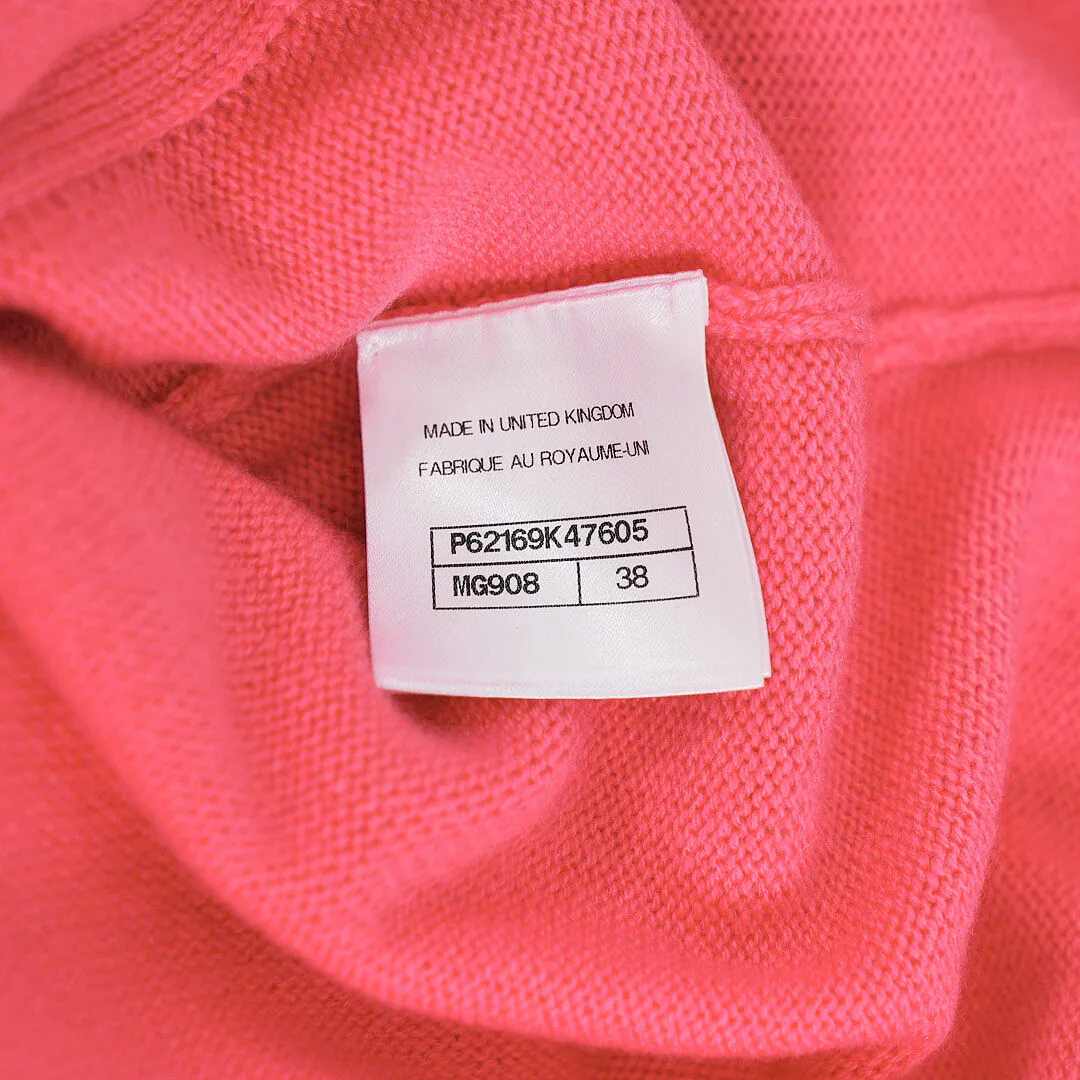 MADE IN UNITED KINGDOM
FABRIQUE AU ROYAUME-UNI
P62169K47605
MG908 38